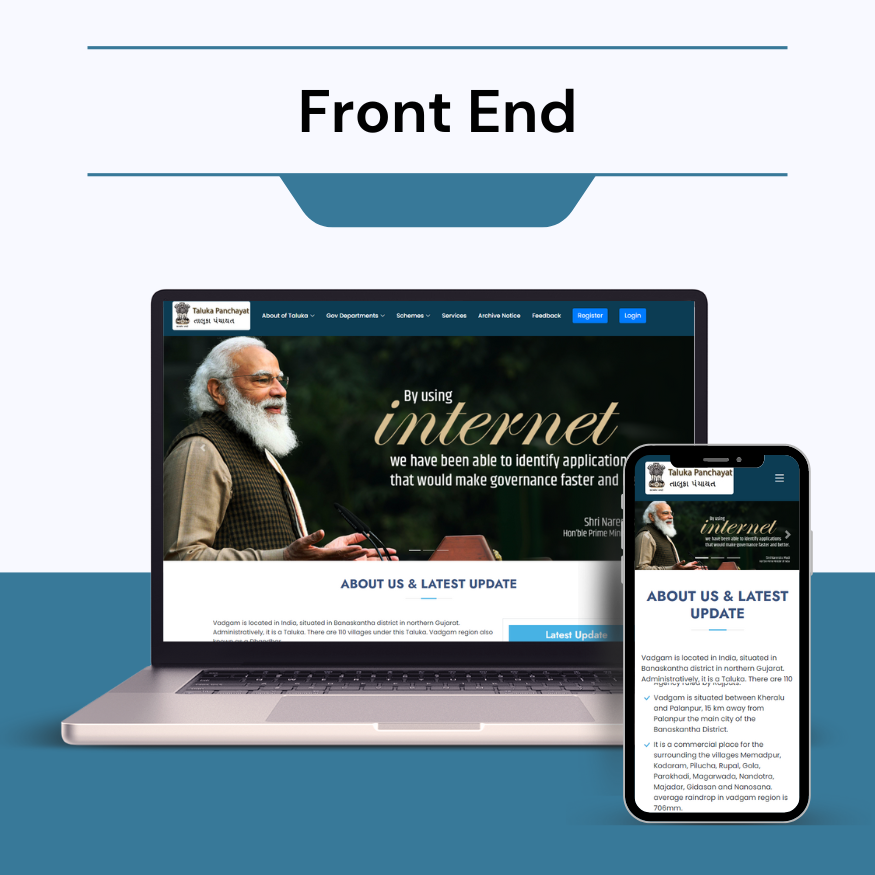 Front End
Taluka Panchayat
તાલુકા પંચાયત
About of Taluka
Gov Departments
Schemes
Services
Archive Notice
Feedback
Register
Login
By using
internet
we have been able to identify application
that would make governance faster and
Shri Nare
Hon'ble Prime Min
ABOUT US & LATEST UPDATE
Vadgam is located in India, situated in Banaskantha district in northern Gujarat.
Administratively, it is a Taluka. There are 110 villages under this Taluka. Vadgam region also
known as a Dhandhar
Latest Update
Taluka Panchayat
તાલુકા પંચાયત
By using
internet
we have been able to identify applications
that would make governance faster and better.
ABOUT US & LATEST
UPDATE
Vadgam is located in India, situated in
Banaskantha district in northern Gujarat.
Administratively, it is a Taluka. There are 110
Agency ruled by Rajputs.
Vadgam is situated between Kheralu
and Palanpur, 15 km away from
Palanpur the main city of the
Banaskantha District.
It is a commercial place for the
surrounding the villages Memadpur,
Kodaram, Pilucha, Rupal, Gola,
Parakhadi, Magarwada, Nandotra,
Majadar, Gidasan and Nanosana,
average raindrop in vadgam region is
706mm.